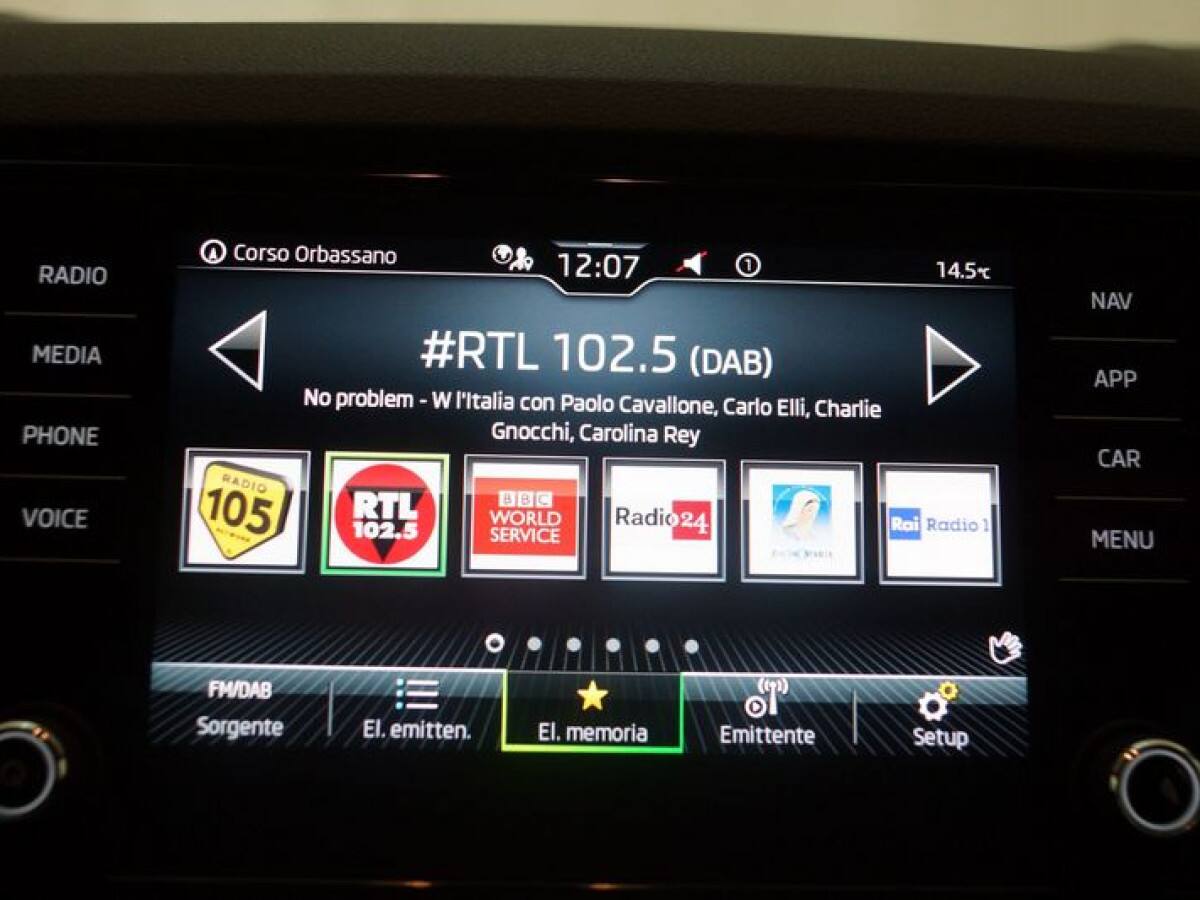 Corso Orbassano
12:07
1
14.5°C
RADIO
MEDIA
PHONE
VOICE
NAV
APP
CAR
MENU
#RTL 102.5 (DAB)
No problem - W l'Italia con Paolo Cavallone, Carlo Elli, Charlie
Gnocchi, Carolina Rey
RADIO
105
NETWORK
RTL
102.5
BBC
WORLD
SERVICE
Radio24
Rai Radio 1
FM/DAB
Sorgente
El. emitten.
El. memoria
Emittente
Setup